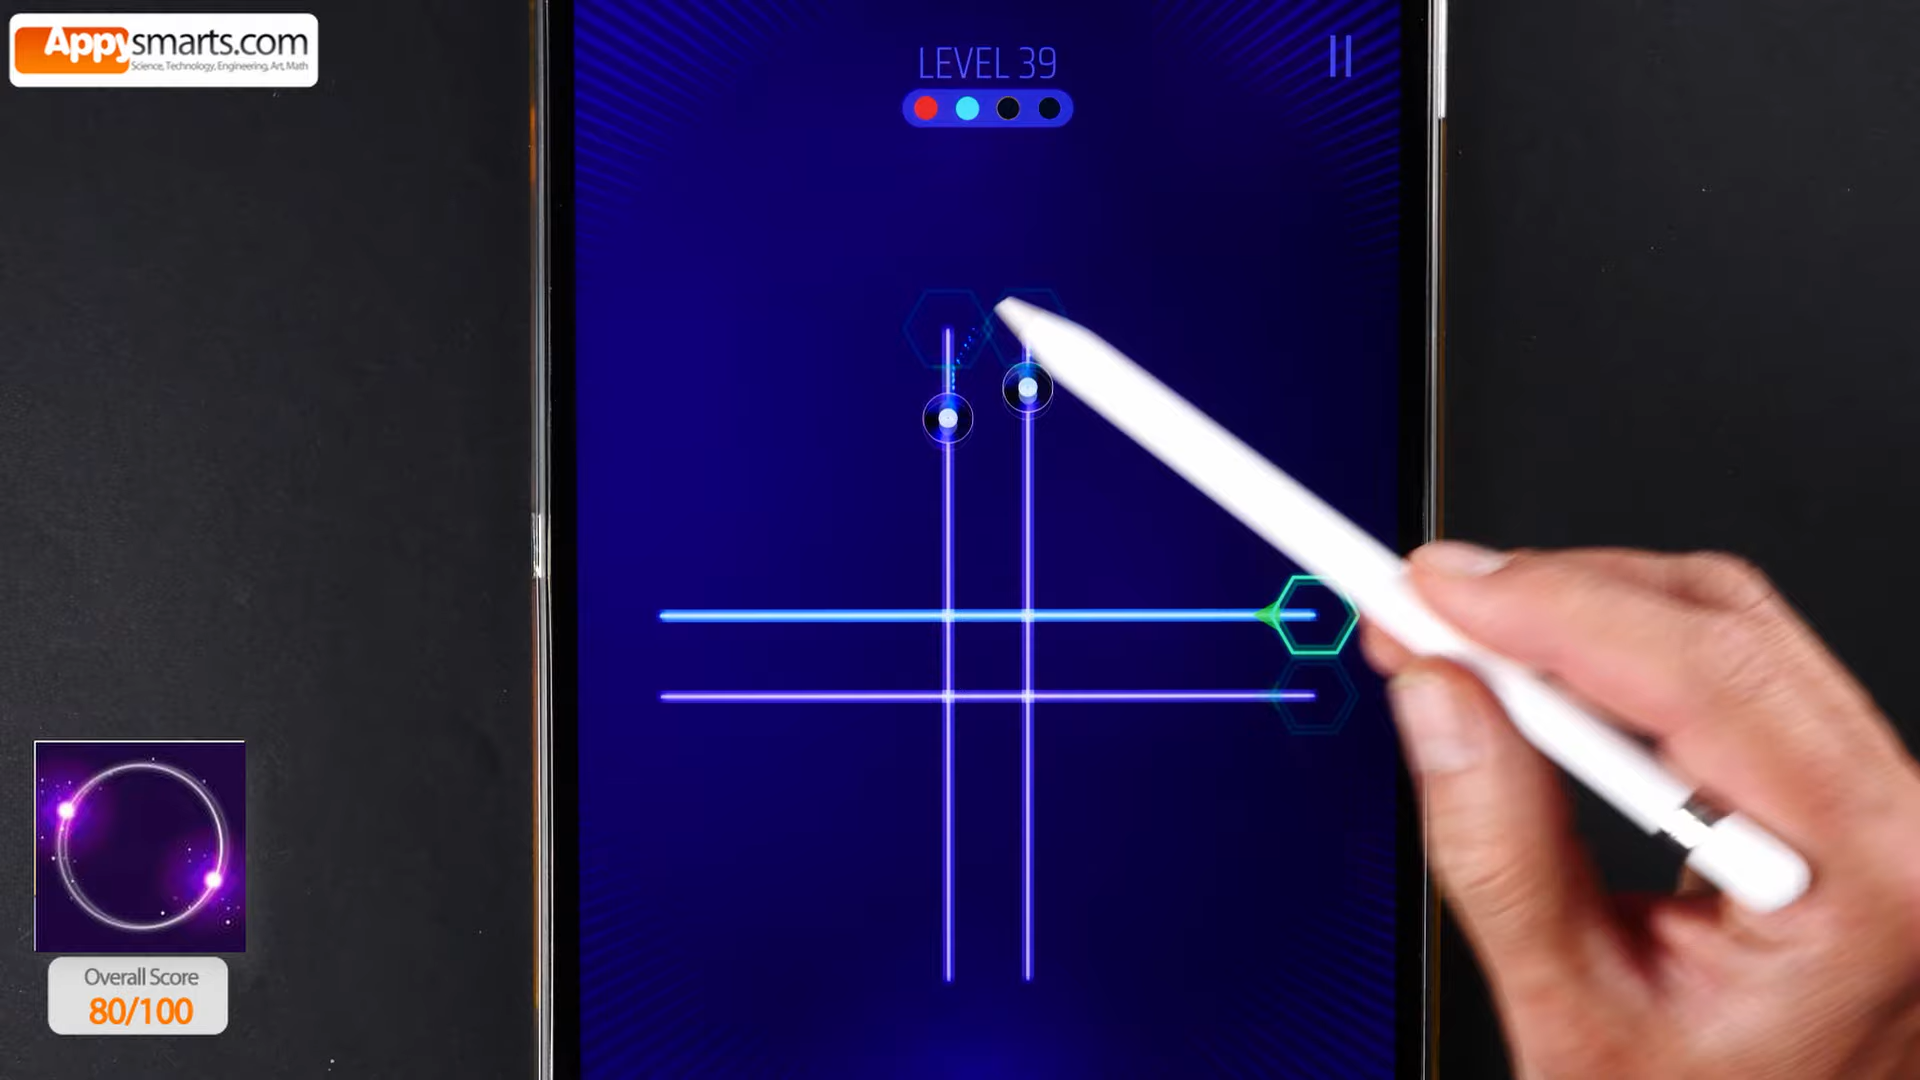 Appysmarts.com
Science, Technology, Engineering, Art, Math
LEVEL 39
Overall Score
80/100